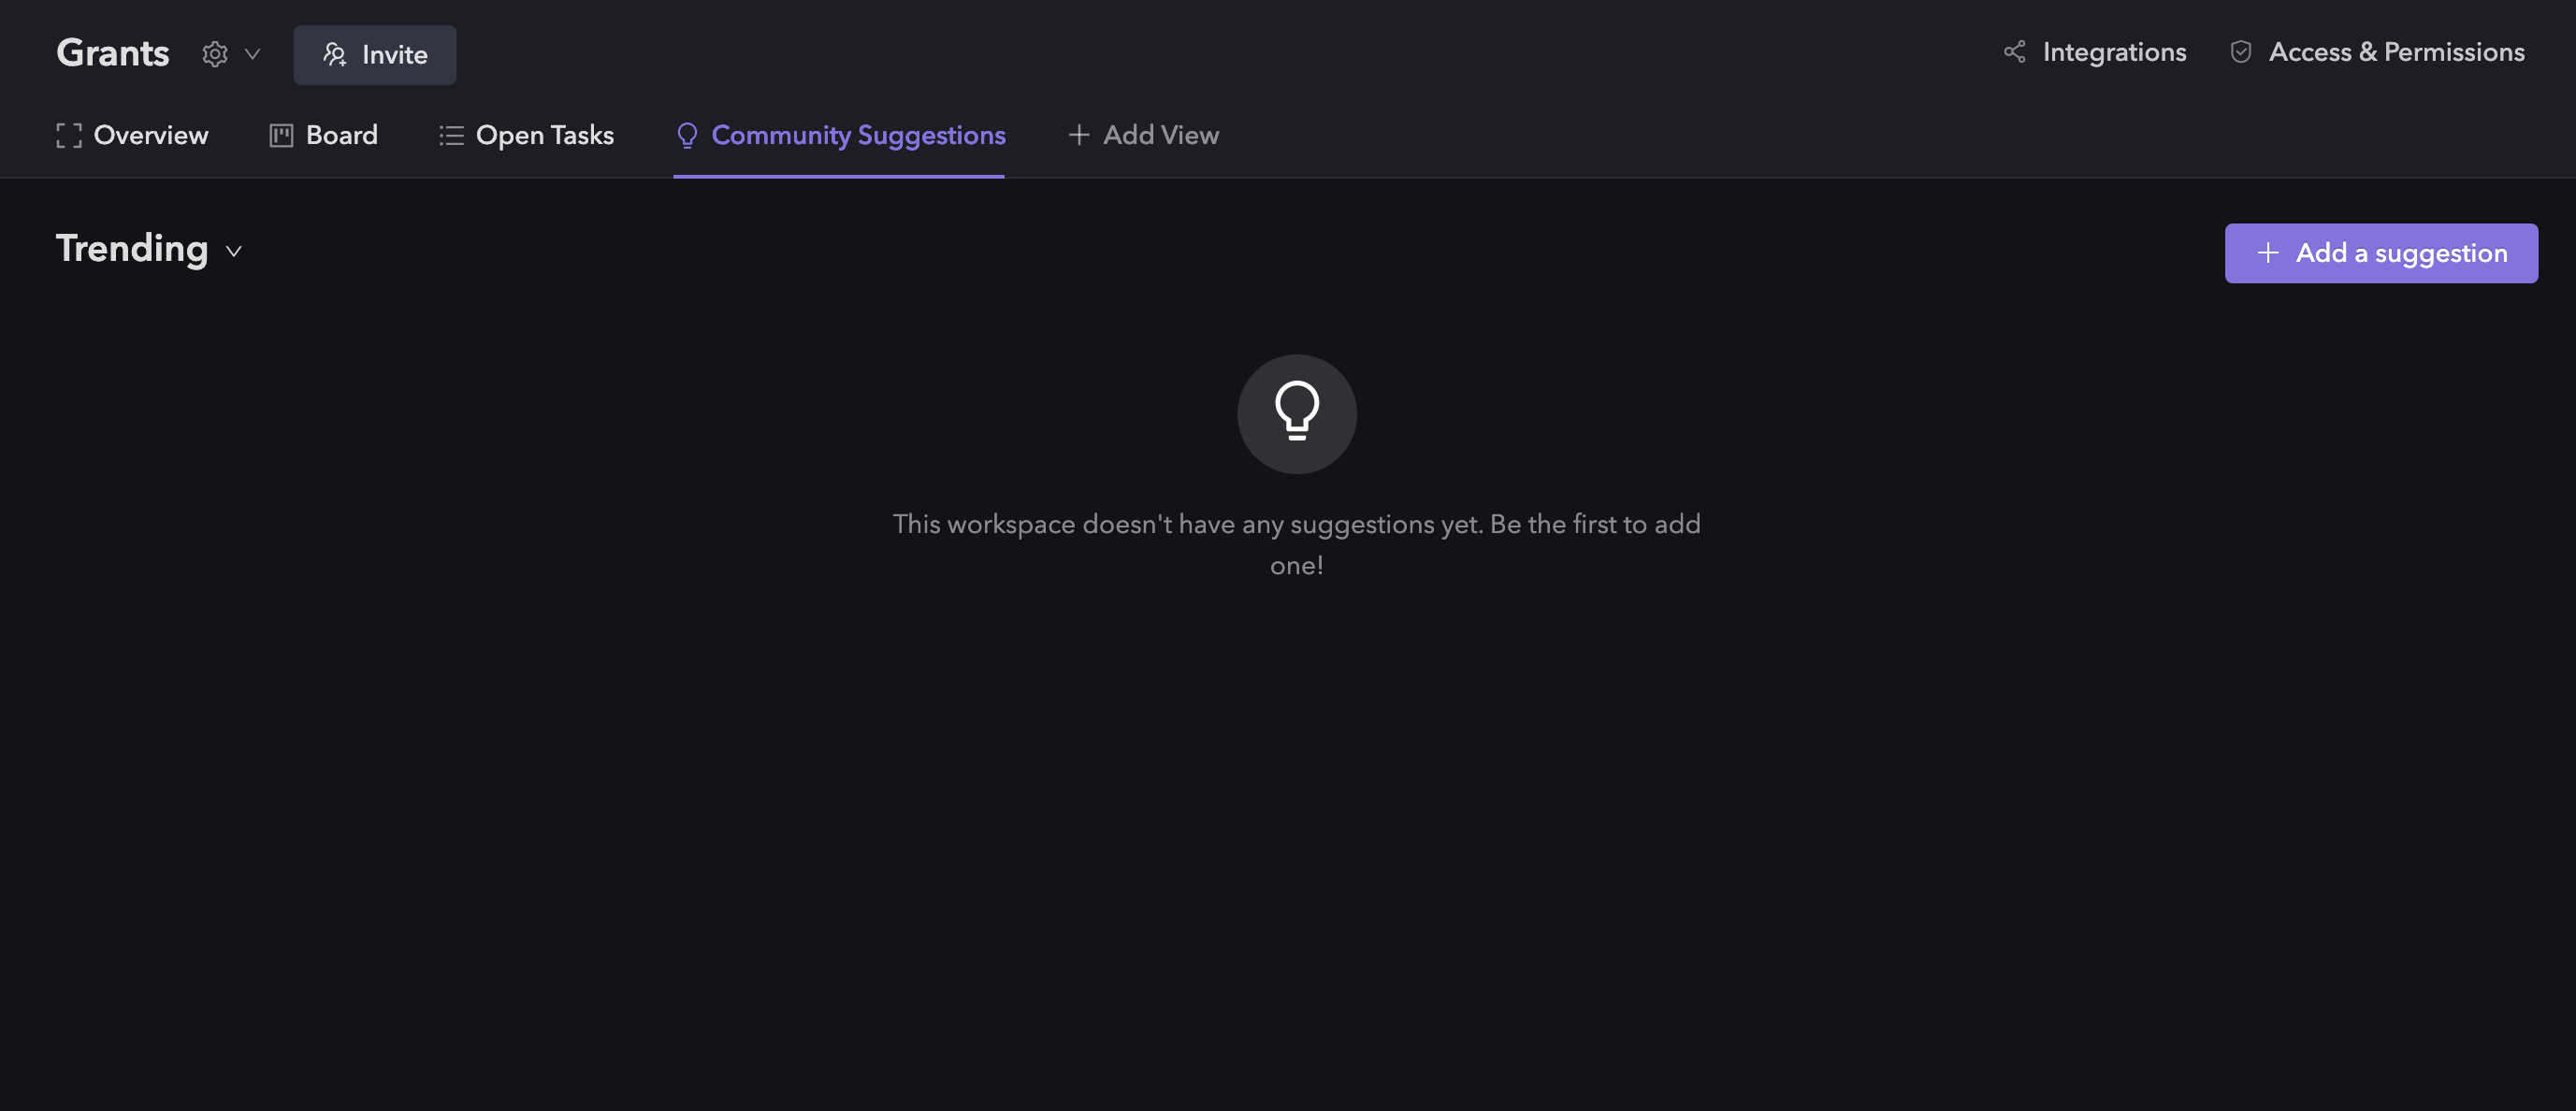 Grants
Invite
Integrations
Access & Permissions
Overview
Board
Open Tasks
Community Suggestions
Add View
Trending
Add a suggestion
This workspace doesn't have any suggestions yet. Be the first to add
one!